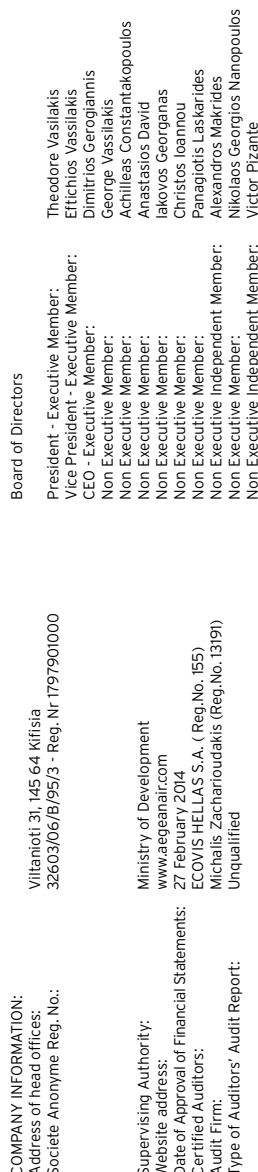 COMPANY INFORMATION:
Address of head offices: Viltanioti 31, 145 64 Kifisia
Societe Anonyme Reg. No.: 32603/06/B/95/3 - Reg. Nr 1797901000
Supervising Authority: Ministry of Development
Website address: www.aegeanair.com
Date of Approval of Financial Statements: 27 February 2014
Certified Auditors: ECOVIS HELLAS S.A. ( Reg.No. 155)
Audit Firm: Michalis Zacharioudakis (Reg.No. 13191)
Type of Auditors' Audit Report: Unqualified
Board of Directors
President - Executive Member: Theodore Vasilakis
Vice President - Executive Member: Eftichios Vassilakis
CEO - Executive Member: Dimitrios Gerogiannis
Non Executive Member: George Vassilakis
Non Executive Member: Achilleas Constantakopoulos
Non Executive Member: Anastasios David
Non Executive Member: Iakovos Georganas
Non Executive Member: Christos Ioannou
Non Executive Member: Panagiotis Laskarides
Non Executive Independent Member: Alexandros Makrides
Non Executive Member: Nikolaos Georgios Nanopoulos
Non Executive Independent Member: Victor Pizante